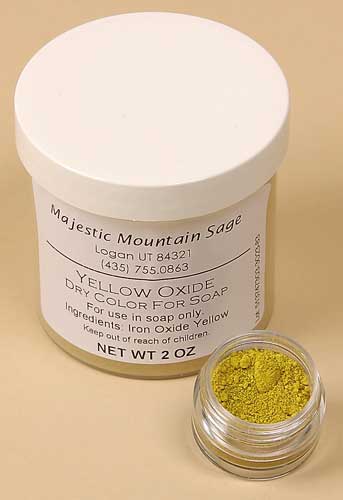 Majestic Mountain Sage
Logan UT 84321
(435) 755.0863
Yellow Oxide
Dry Color For Soap
For use in soap only.
Ingredients: Iron Oxide Yellow
Keep out of reach of children.
NET WT 2 OZ